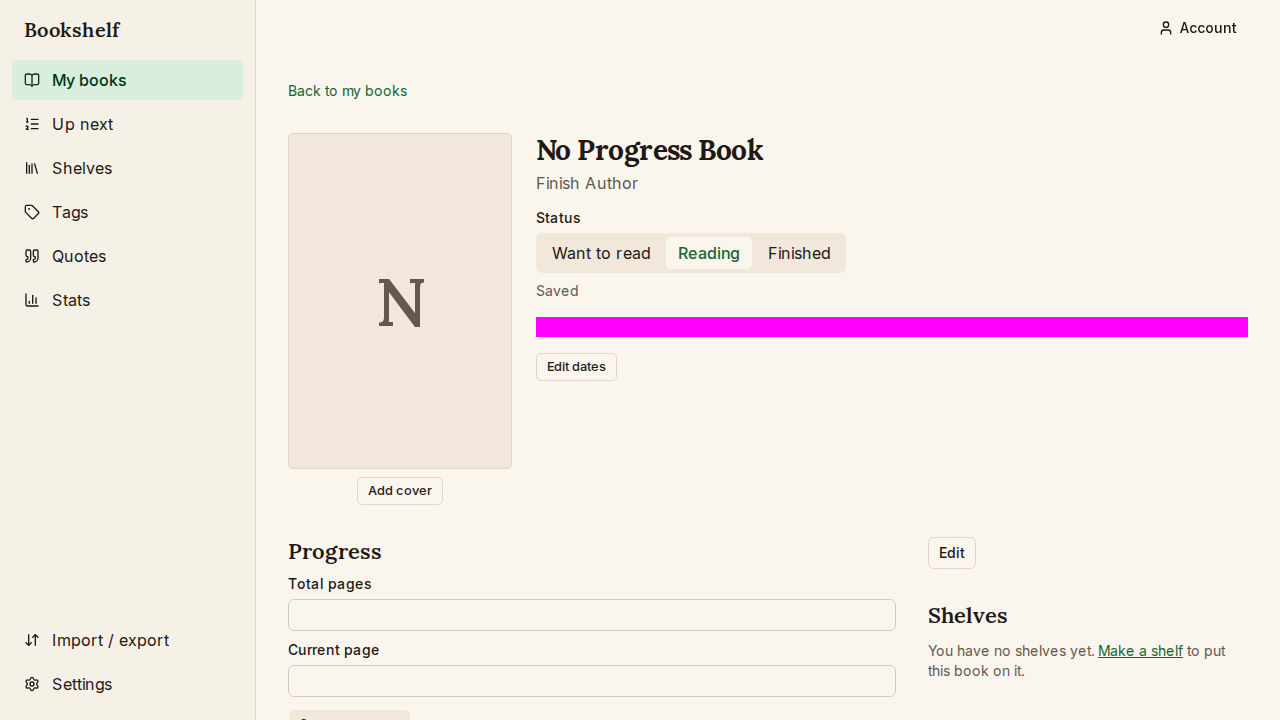 Bookshelf
My books
Up next
Shelves
Tags
Quotes
Stats
Import / export
Settings
Account
Back to my books
N
Add cover
No Progress Book
Finish Author
Status
Want to read
Reading
Finished
Saved
Edit dates
Progress
Total pages
Current page
Edit
Shelves
You have no shelves yet. Make a shelf to put
this book on it.